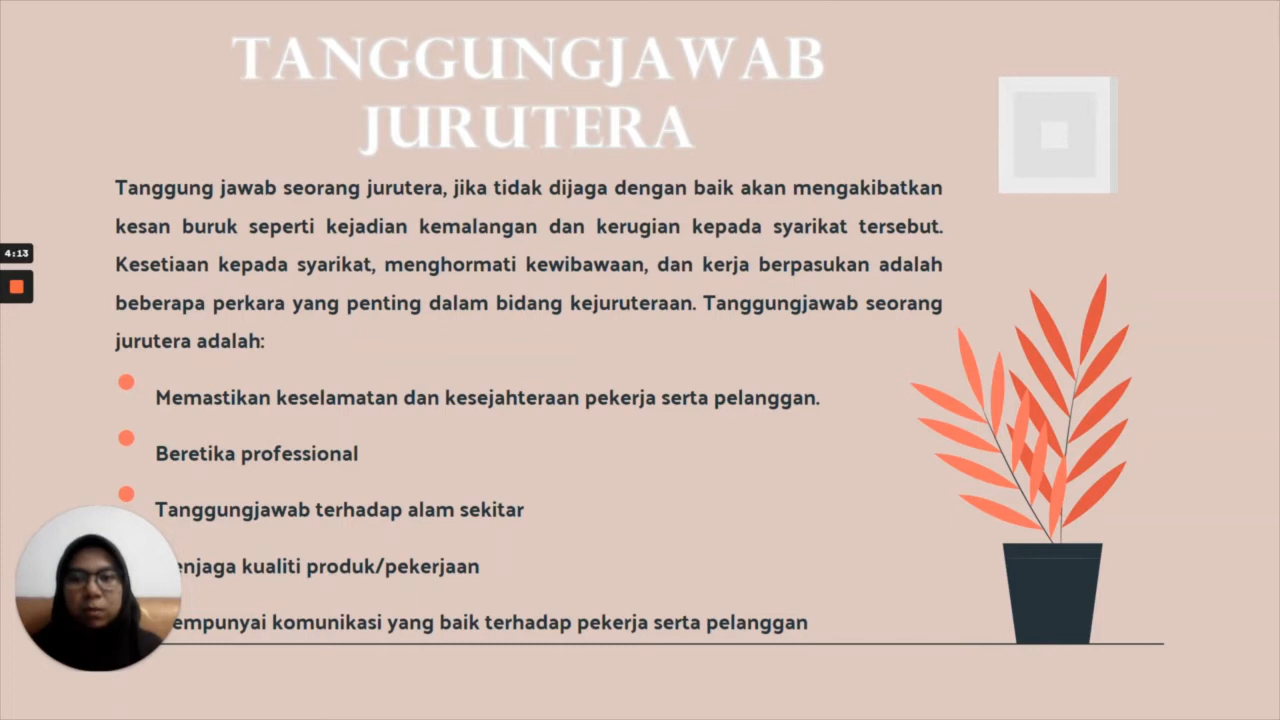 TANGGUNGJAWAB
JURUTERA
Tanggung jawab seorang jurutera, jika tidak dijaga dengan baik akan mengakibatkan
kesan buruk seperti kejadian kemalangan dan kerugian kepada syarikat tersebut.
Kesetiaan kepada syarikat, menghormati kewibawaan, dan kerja berpasukan adalah
beberapa perkara yang penting dalam bidang kejuruteraan. Tanggungjawab seorang
jurutera adalah:
Memastikan keselamatan dan kesejahteraan pekerja serta pelanggan.
Beretika professional
Tanggungjawab terhadap alam sekitar
kualiti produk/pekerjaan
komunikasi yang baik terhadap pekerja serta pelanggan
4:13